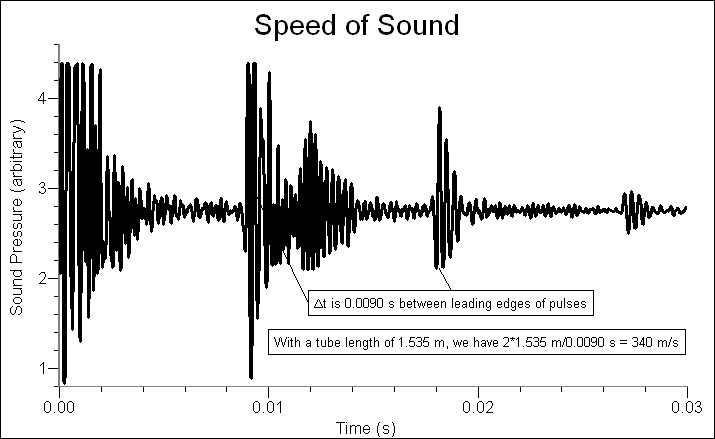 Speed of Sound
Sound Pressure (arbitrary)
4
3
2
1
Δt is 0.0090 s between leading edges of pulses
With a tube length of 1.535 m, we have 2*1.535 m/0.0090 s = 340 m/s
0.00
0.01
0.02
0.03
Time (s)